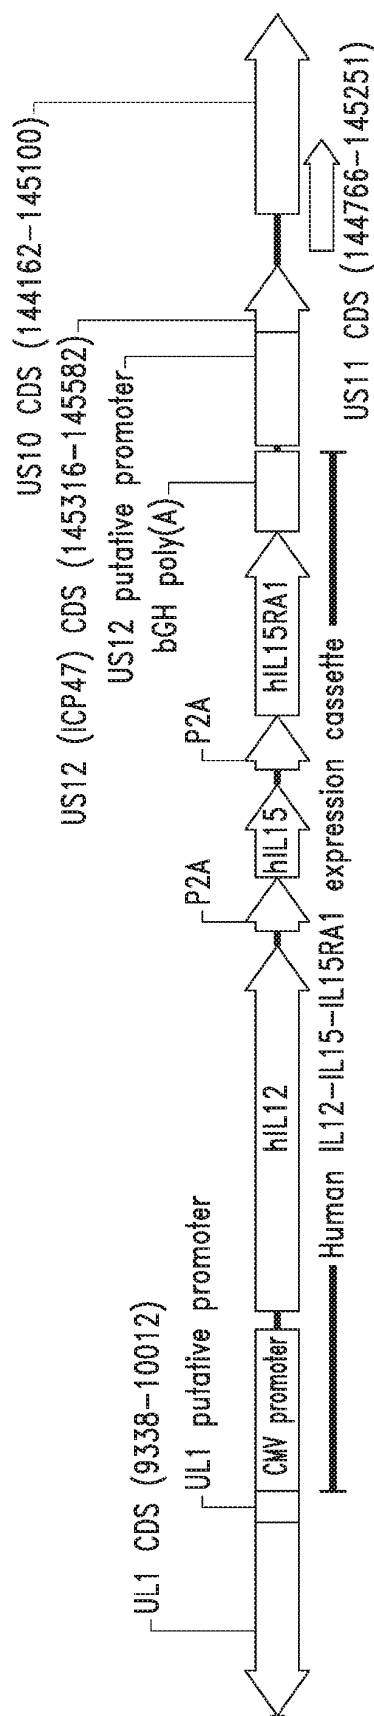 UL1 CDS (9338-10012)
UL1 putative promoter
CMV promoter
hIL12
P2A
hIL15
P2A
hIL15RA1
bGH poly(A)
US12 putative promoter
US12 (ICP47) CDS (145316-145582)
US10 CDS (144162-145100)
US11 CDS (144766-145251)
Human IL12-IL15-IL15RA1 expression cassette